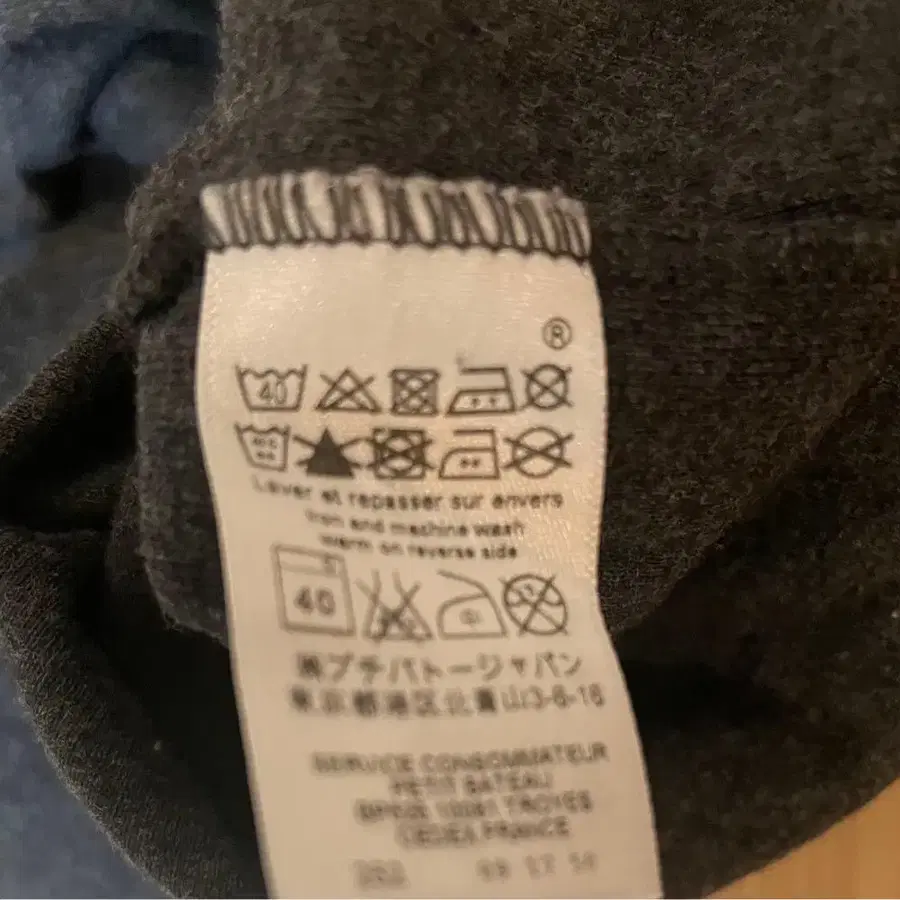 ®
40
Laver et repasser sur envers
Iron and machine wash
warm on reverse side
40
㈱プチバトージャパン
東京都港区北青山3-6-16
SERVICE CONSOMMATEUR
PETIT BATEAU
10081 TROYES
CEDEX FRANCE